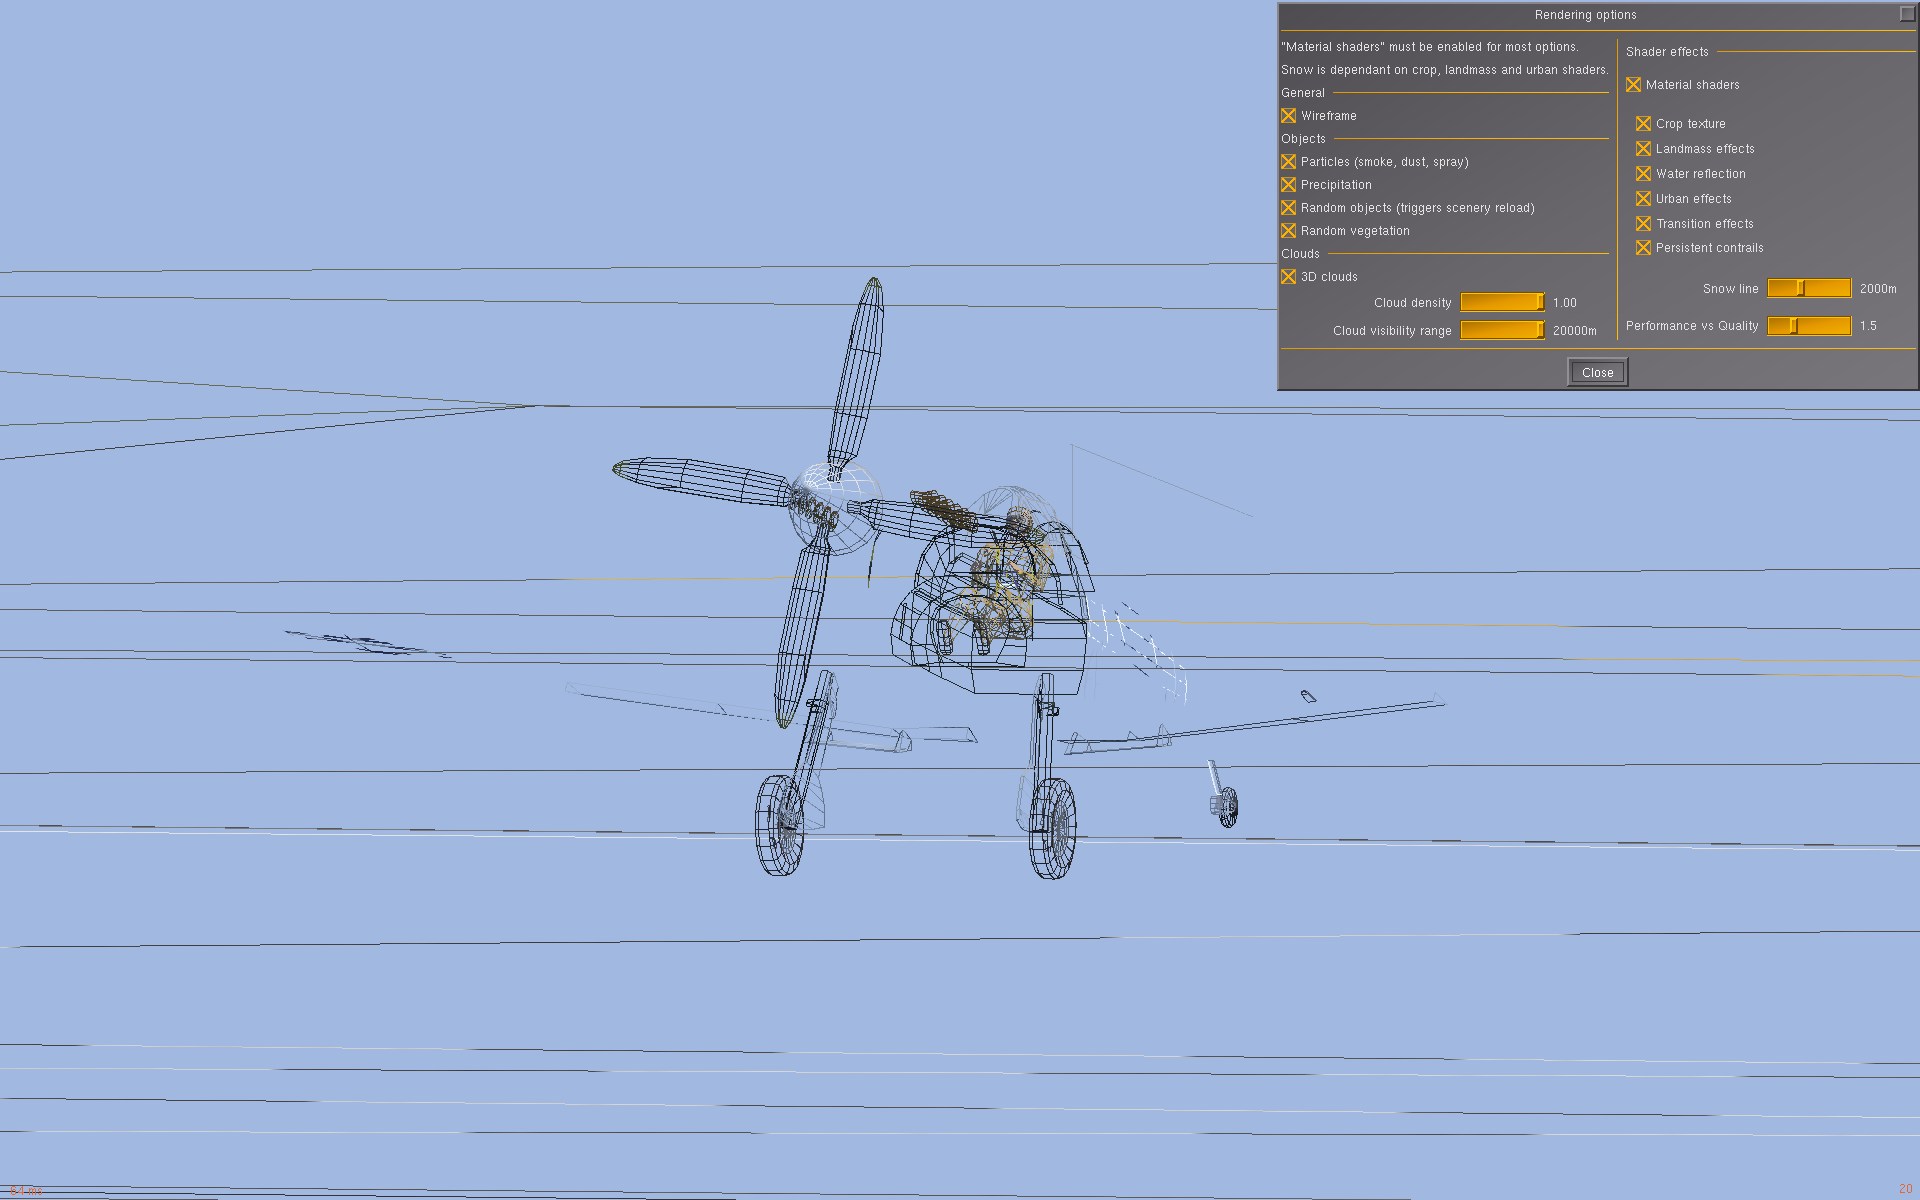 Rendering options
"Material shaders" must be enabled for most options.
Snow is dependant on crop, landmass and urban shaders.
General
Wireframe
Objects
Particles (smoke, dust, spray)
Precipitation
Random objects (triggers scenery reload)
Random vegetation
Clouds
3D clouds
Cloud density 1.00
Cloud visibility range 20000m
Shader effects
Material shaders
Crop texture
Landmass effects
Water reflection
Urban effects
Transition effects
Persistent contrails
Snow line 2000m
Performance vs Quality 1.5
Close
64 ms
20